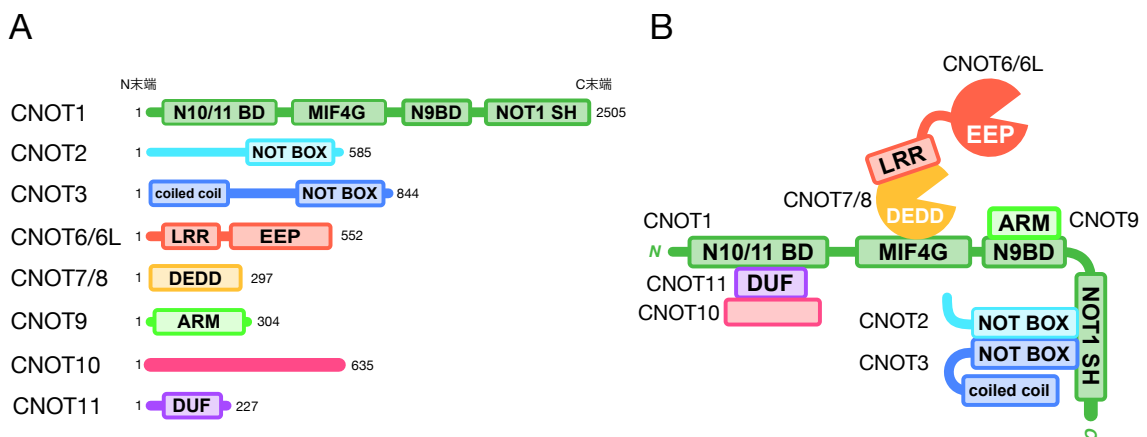 A
N末端 C末端
CNOT1 1 N10/11 BD MIF4G N9BD NOT1 SH 2505
CNOT2 1 NOT BOX 585
CNOT3 1 coiled coil NOT BOX 844
CNOT6/6L 1 LRR EEP 552
CNOT7/8 1 DEDD 297
CNOT9 1 ARM 304
CNOT10 1 635
CNOT11 1 DUF 227
B
CNOT6/6L
EEP
LRR
CNOT7/8
DEDD
CNOT1 ARM CNOT9
N N10/11 BD MIF4G N9BD
CNOT11 DUF
CNOT10
NOT1 SH
CNOT2 NOT BOX
CNOT3 NOT BOX
coiled coil
C